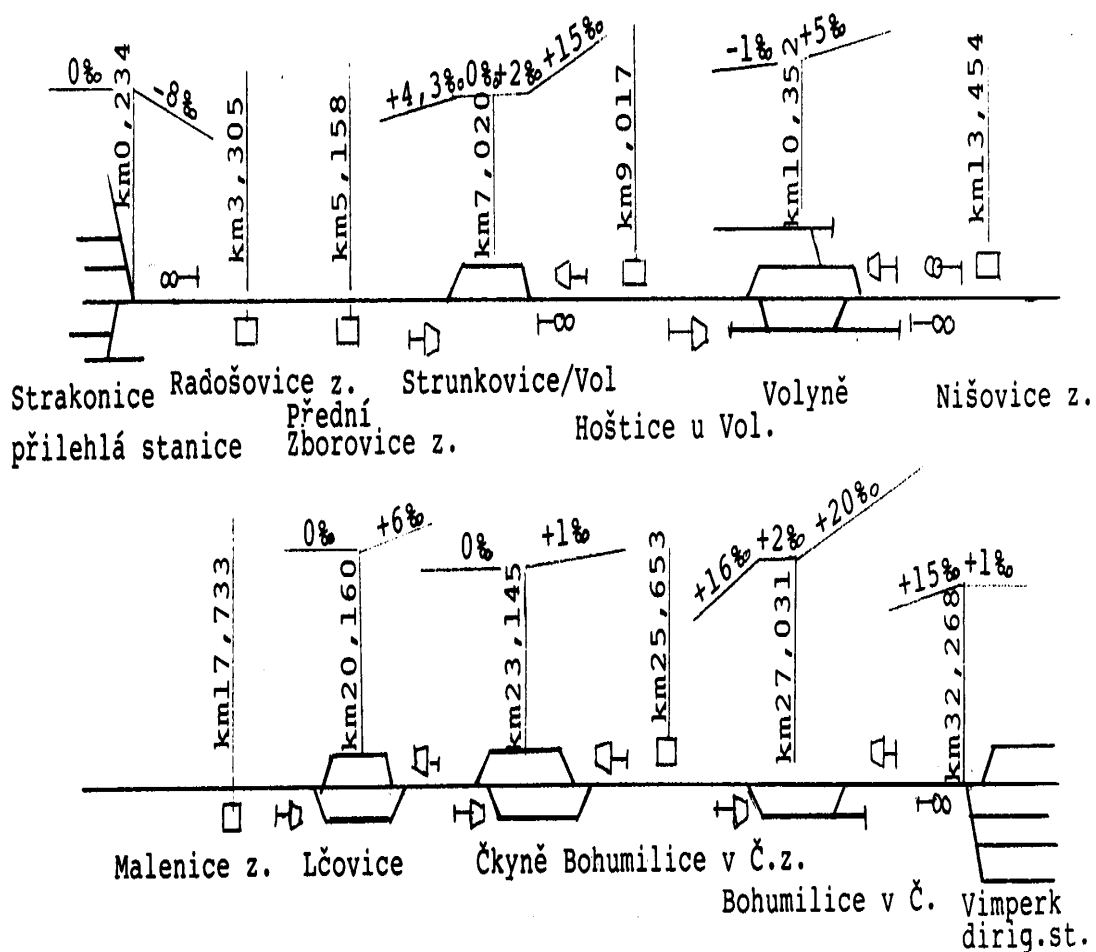 0‰
-8‰
+4,3‰ 0‰ +2‰ +15‰
-1‰ +5‰
km0,234
km3,305
km5,158
km7,020
km9,017
km10,352
km13,454
Strakonice
přilehlá stanice
Radošovice z.
Přední
Zborovice z.
Strunkovice/Vol
Hoštice u Vol.
Volyně
Nišovice z.
0‰ +6‰
0‰ +1‰
+16‰ +2‰ +20‰
+15‰ +1‰
km17,733
km20,160
km23,145
km25,653
km27,031
km32,268
Malenice z.
Lčovice
Čkyně
Bohumilice v Č.z.
Bohumilice v Č.
Vimperk
dirig.st.